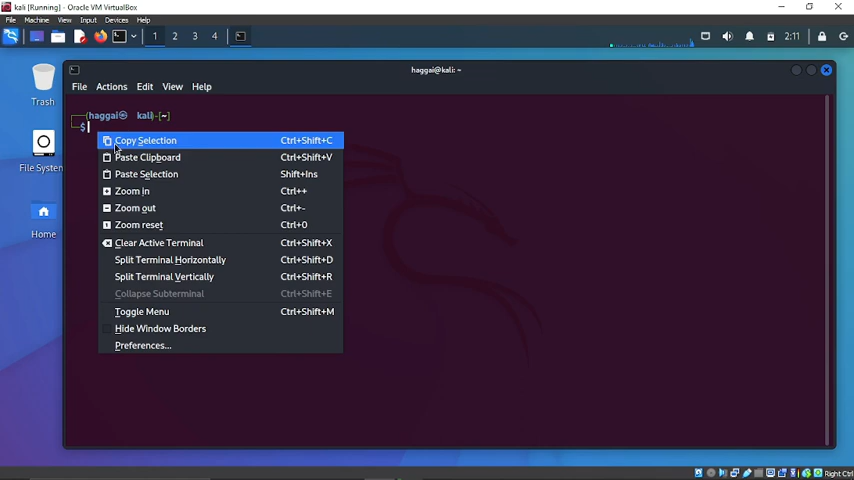 kali [Running] - Oracle VM VirtualBox
File Machine View Input Devices Help
1 2 3 4 2:11
haggai@kali: ~
File Actions Edit View Help
Trash
File System
Home
(haggai㉿ kali)-[~]
$
Copy Selection Ctrl+Shift+C
Paste Clipboard Ctrl+Shift+V
Paste Selection Shift+Ins
Zoom in Ctrl++
Zoom out Ctrl+-
Zoom reset Ctrl+0
Clear Active Terminal Ctrl+Shift+X
Split Terminal Horizontally Ctrl+Shift+D
Split Terminal Vertically Ctrl+Shift+R
Collapse Subterminal Ctrl+Shift+E
Toggle Menu Ctrl+Shift+M
Hide Window Borders
Preferences...
Right Ctrl